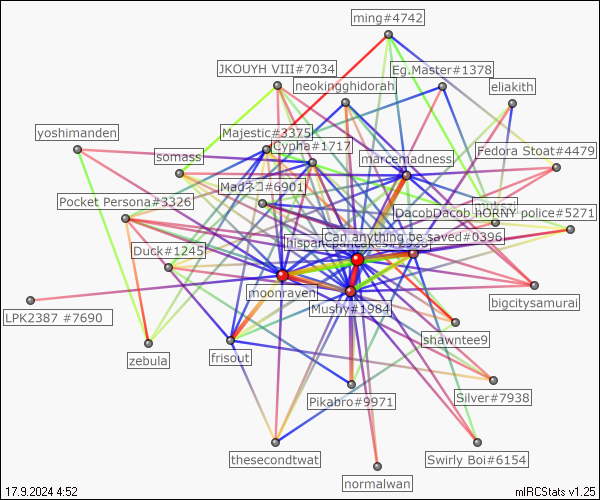 ming#4742
JKOUYH VIII#7034
Eg.Master#1378
neokingghidorah
eliakith
yoshimanden
Majestic#3375
Cypha#1717
somass
marcemadness
Fedora Stoat#4479
Madネコ#6901
Pocket Persona#3326
DacobDacob hORNY police#5271
Can anything be saved#0396
Duck#1245
moonraven
Mushy#1984
bigcitysamurai
LPK2387 #7690
shawntee9
zebula
frisout
Pikabro#9971
Silver#7938
thesecondtwat
Swirly Boi#6154
normalwan
17.9.2024 4:52
mIRCStats v1.25